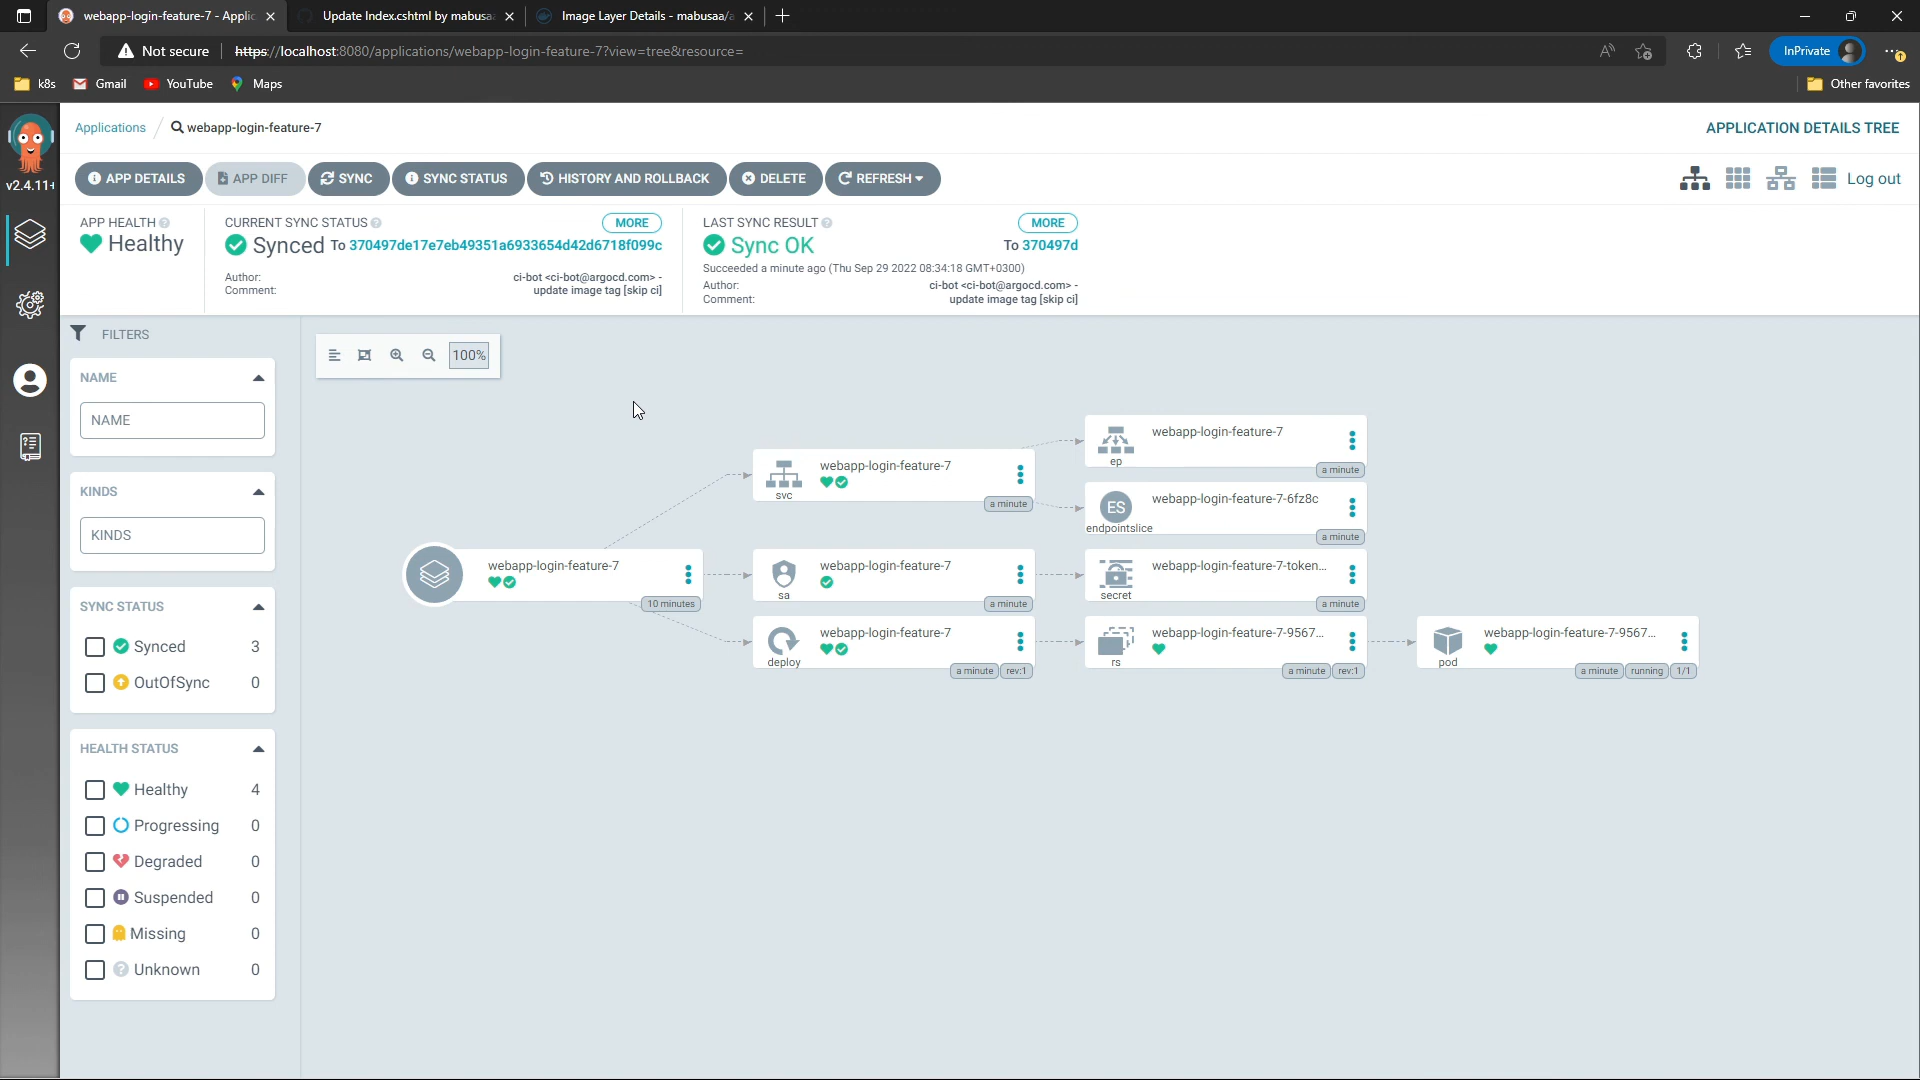 webapp-login-feature-7 - Applic
Update Index.cshtml by mabusaa
Image Layer Details - mabusaa/a
Not secure
https://localhost:8080/applications/webapp-login-feature-7?view=tree&resource=
InPrivate
k8s
Gmail
YouTube
Maps
Other favorites
v2.4.11+
Applications
webapp-login-feature-7
APPLICATION DETAILS TREE
APP DETAILS
APP DIFF
SYNC
SYNC STATUS
HISTORY AND ROLLBACK
DELETE
REFRESH
Log out
APP HEALTH
Healthy
CURRENT SYNC STATUS
MORE
Synced To 370497de17e7eb49351a6933654d42d6718f099c
Author: ci-bot <ci-bot@argocd.com> -
Comment: update image tag [skip ci]
LAST SYNC RESULT
MORE
Sync OK To 370497d
Succeeded a minute ago (Thu Sep 29 2022 08:34:18 GMT+0300)
Author: ci-bot <ci-bot@argocd.com> -
Comment: update image tag [skip ci]
FILTERS
NAME
NAME
KINDS
KINDS
SYNC STATUS
Synced 3
OutOfSync 0
HEALTH STATUS
Healthy 4
Progressing 0
Degraded 0
Suspended 0
Missing 0
Unknown 0
100%
webapp-login-feature-7
10 minutes
webapp-login-feature-7
svc
a minute
webapp-login-feature-7
ep
a minute
ES
webapp-login-feature-7-6fz8c
endpointslice
a minute
webapp-login-feature-7
sa
a minute
webapp-login-feature-7-token...
secret
a minute
webapp-login-feature-7
deploy
a minute
rev:1
webapp-login-feature-7-9567...
rs
a minute
rev:1
webapp-login-feature-7-9567...
pod
a minute
running
1/1